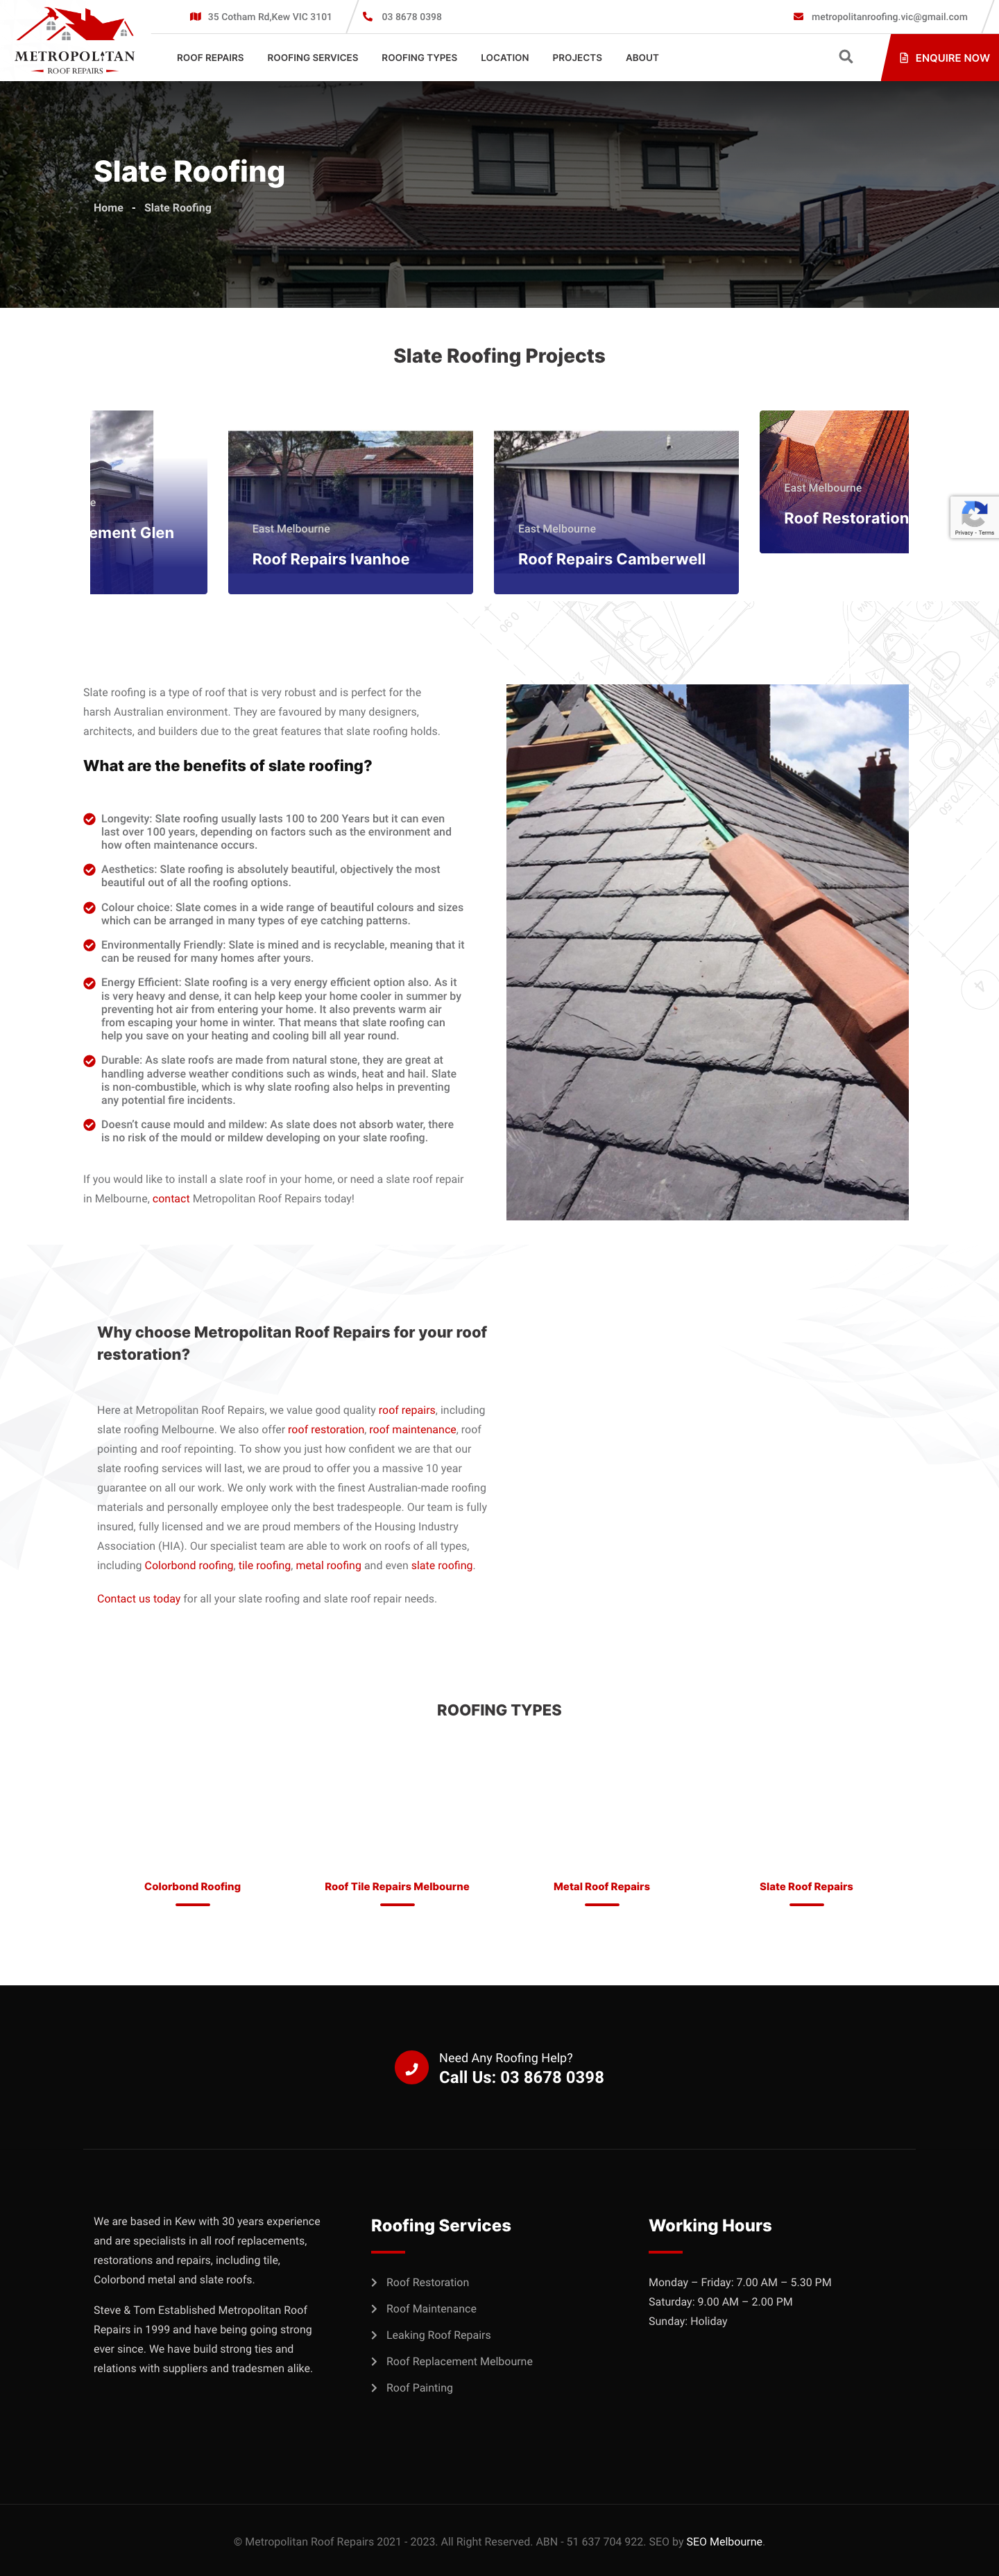 35 Cotham Rd,Kew VIC 3101
03 8678 0398
metropolitanroofing.vic@gmail.com
METROPOLITAN
ROOF REPAIRS
ROOF REPAIRS
ROOFING SERVICES
ROOFING TYPES
LOCATION
PROJECTS
ABOUT
ENQUIRE NOW
Slate Roofing
Home - Slate Roofing
Slate Roofing Projects
e
ement Glen
East Melbourne
Roof Repairs Ivanhoe
East Melbourne
Roof Repairs Camberwell
East Melbourne
Roof Restoration
Privacy - Terms
Slate roofing is a type of roof that is very robust and is perfect for the
harsh Australian environment. They are favoured by many designers,
architects, and builders due to the great features that slate roofing holds.
What are the benefits of slate roofing?
Longevity: Slate roofing usually lasts 100 to 200 Years but it can even
last over 100 years, depending on factors such as the environment and
how often maintenance occurs.
Aesthetics: Slate roofing is absolutely beautiful, objectively the most
beautiful out of all the roofing options.
Colour choice: Slate comes in a wide range of beautiful colours and sizes
which can be arranged in many types of eye catching patterns.
Environmentally Friendly: Slate is mined and is recyclable, meaning that it
can be reused for many homes after yours.
Energy Efficient: Slate roofing is a very energy efficient option also. As it
is very heavy and dense, it can help keep your home cooler in summer by
preventing hot air from entering your home. It also prevents warm air
from escaping your home in winter. That means that slate roofing can
help you save on your heating and cooling bill all year round.
Durable: As slate roofs are made from natural stone, they are great at
handling adverse weather conditions such as winds, heat and hail. Slate
is non-combustible, which is why slate roofing also helps in preventing
any potential fire incidents.
Doesn't cause mould and mildew: As slate does not absorb water, there
is no risk of the mould or mildew developing on your slate roofing.
If you would like to install a slate roof in your home, or need a slate roof repair
in Melbourne, contact Metropolitan Roof Repairs today!
Why choose Metropolitan Roof Repairs for your roof
restoration?
Here at Metropolitan Roof Repairs, we value good quality roof repairs, including
slate roofing Melbourne. We also offer roof restoration, roof maintenance, roof
pointing and roof repointing. To show you just how confident we are that our
slate roofing services will last, we are proud to offer you a massive 10 year
guarantee on all our work. We only work with the finest Australian-made roofing
materials and personally employee only the best tradespeople. Our team is fully
insured, fully licensed and we are proud members of the Housing Industry
Association (HIA). Our specialist team are able to work on roofs of all types,
including Colorbond roofing, tile roofing, metal roofing and even slate roofing.
Contact us today for all your slate roofing and slate roof repair needs.
ROOFING TYPES
Colorbond Roofing
Roof Tile Repairs Melbourne
Metal Roof Repairs
Slate Roof Repairs
Need Any Roofing Help?
Call Us: 03 8678 0398
We are based in Kew with 30 years experience
and are specialists in all roof replacements,
restorations and repairs, including tile,
Colorbond metal and slate roofs.
Steve & Tom Established Metropolitan Roof
Repairs in 1999 and have being going strong
ever since. We have build strong ties and
relations with suppliers and tradesmen alike.
Roofing Services
Roof Restoration
Roof Maintenance
Leaking Roof Repairs
Roof Replacement Melbourne
Roof Painting
Working Hours
Monday – Friday: 7.00 AM – 5.30 PM
Saturday: 9.00 AM – 2.00 PM
Sunday: Holiday
© Metropolitan Roof Repairs 2021 - 2023. All Right Reserved. ABN - 51 637 704 922. SEO by SEO Melbourne.